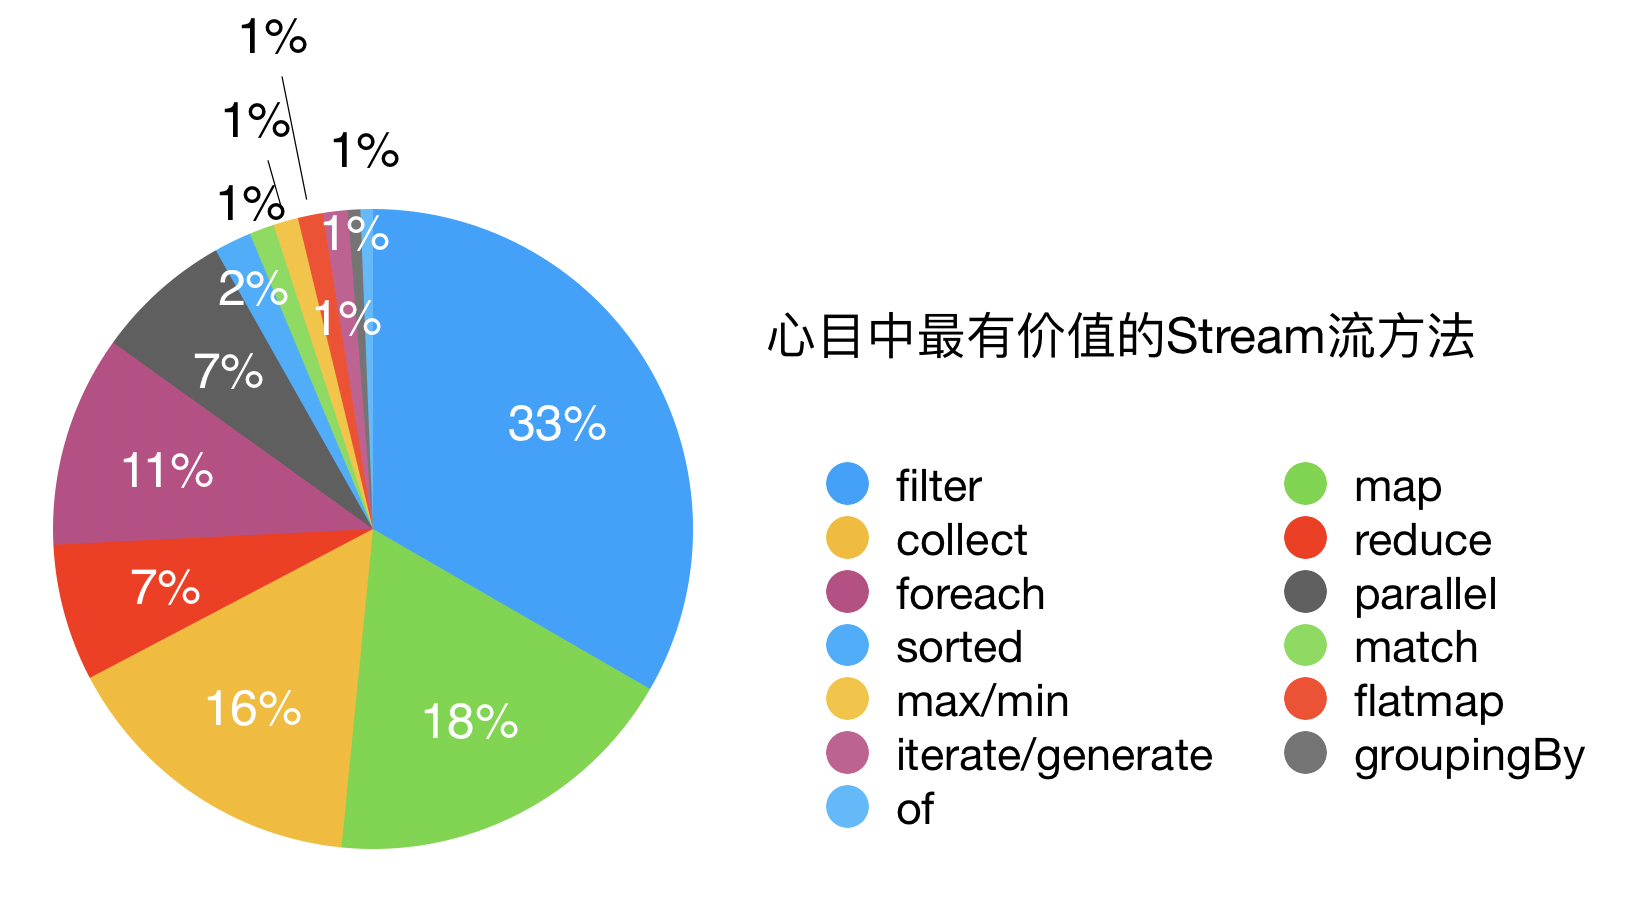 1%
1%
1%
1%
1%
2%
1%
7%
33%
11%
7%
16%
18%
心目中最有价值的Stream流方法
filter
map
collect
reduce
foreach
parallel
sorted
match
max/min
flatmap
iterate/generate
groupingBy
of